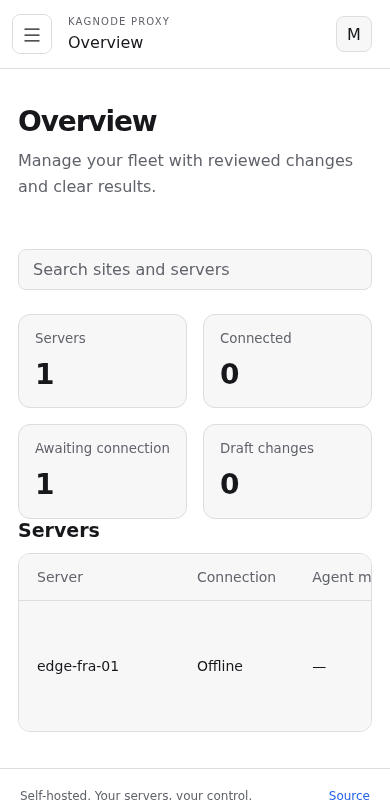 KAGNODE PROXY
Overview
M
Overview
Manage your fleet with reviewed changes
and clear results.
Search sites and servers
Servers
1
Connected
0
Awaiting connection
1
Draft changes
0
Servers
Server Connection Agent m
edge-fra-01 Offline —
Self-hosted. Your servers, your control. Source